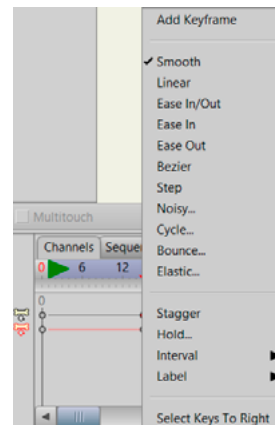 Add Keyframe
Smooth
Linear
Ease In/Out
Ease In
Ease Out
Bezier
Step
Noisy...
Cycle...
Bounce...
Elastic...
Stagger
Hold...
Interval
Label
Select Keys To Right
Multitouch
Channels
0 6 12
0